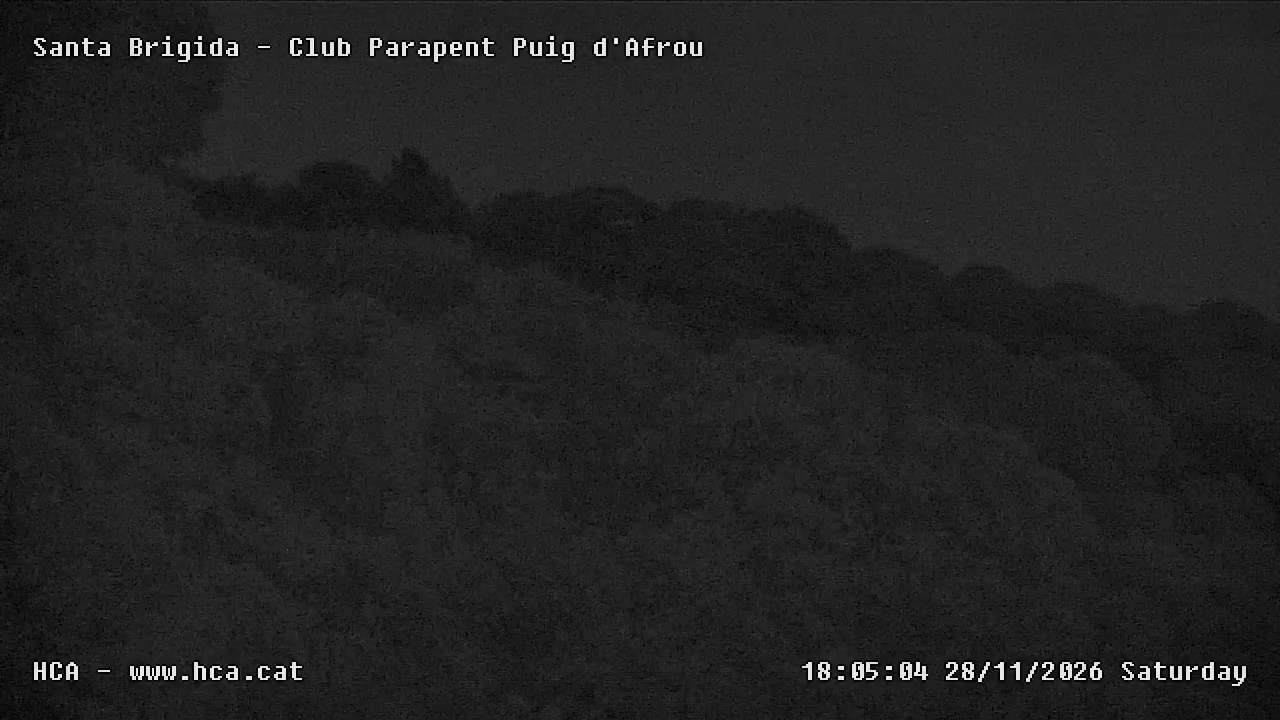 Santa Brigida - Club Parapent Puig d'Afrou
HCA - www.hca.cat
18:05:04 28/11/2026 Saturday